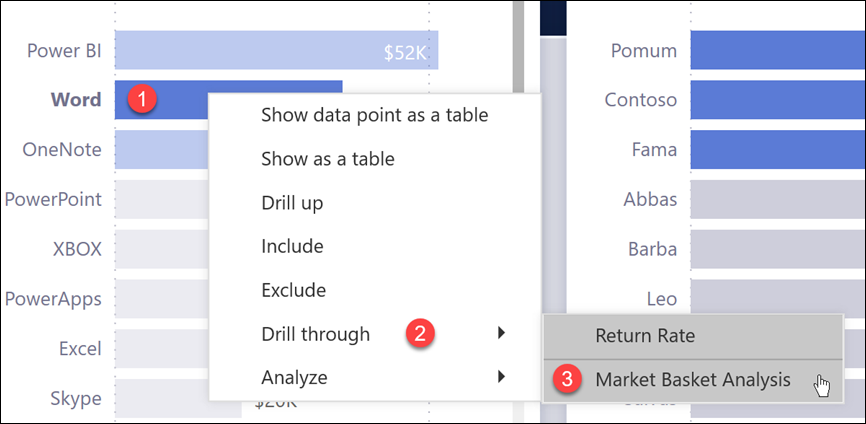 Power BI
$52K
Word
1
OneNote
PowerPoint
XBOX
PowerApps
Excel
Skype
$20K
Show data point as a table
Show as a table
Drill up
Include
Exclude
Drill through
2
Analyze
Return Rate
3
Market Basket Analysis
Pomum
Contoso
Fama
Abbas
Barba
Leo